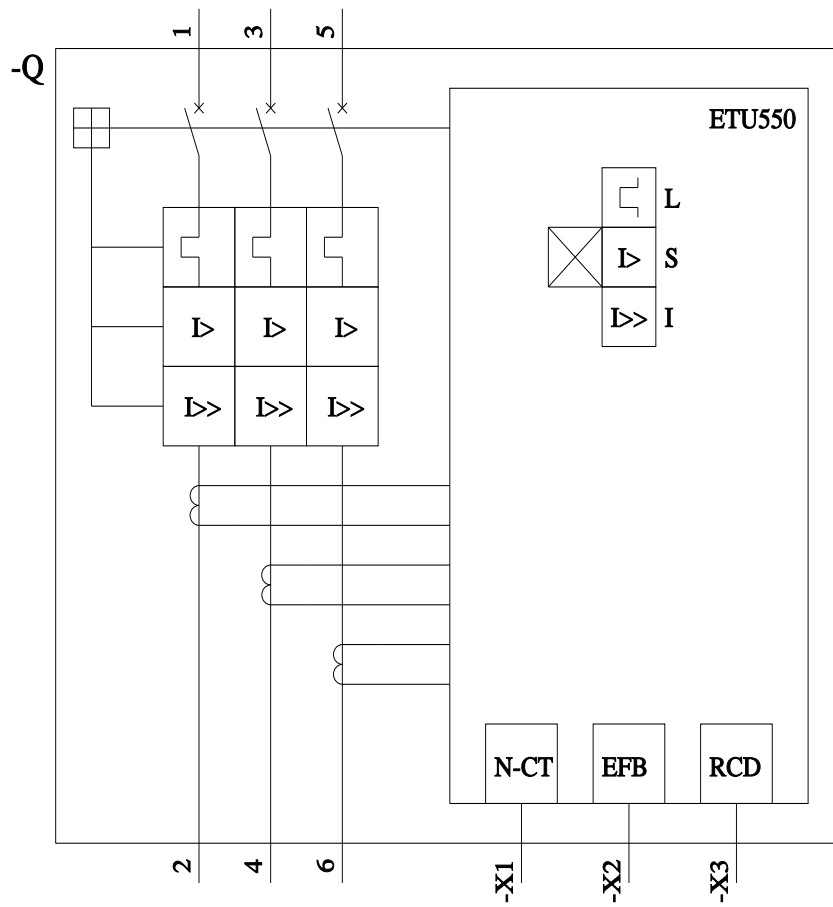 1 3 5
-Q
ETU550
L
I> S
I> I> I>
I>> I
I>> I>> I>>
N-CT EFB RCD
2 4 6 -X1 -X2 -X3